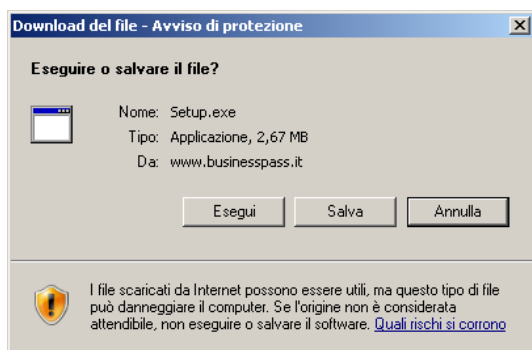 Download del file - Avviso di protezione
Eseguire o salvare il file?
Nome: Setup.exe
Tipo: Applicazione, 2,67 MB
Da: www.businesspass.it
Esegui Salva Annulla
I file scaricati da Internet possono essere utili, ma questo tipo di file
può danneggiare il computer. Se l'origine non è considerata
attendibile, non eseguire o salvare il software. Quali rischi si corrono